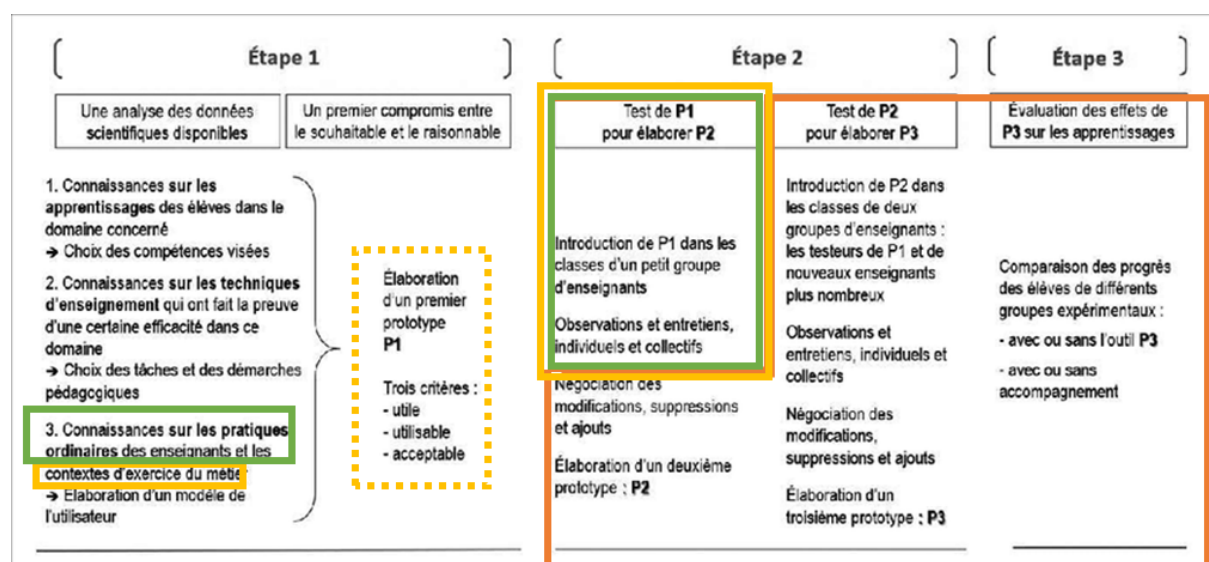 Étape 1
Une analyse des données
scientifiques disponibles
Un premier compromis entre
le souhaitable et le raisonnable
1. Connaissances sur les
apprentissages des élèves dans le
domaine concerné
→ Choix des compétences visées
2. Connaissances sur les techniques
d'enseignement qui ont fait la preuve
d'une certaine efficacité dans ce
domaine
→ Choix des tâches et des démarches
pédagogiques
3. Connaissances sur les pratiques
ordinaires des enseignants et les
contextes d'exercice du métier
→ Elaboration d'un modèle de
l'utilisateur
Élaboration
d'un premier
prototype
P1
Trois critères :
- utile
- utilisable
- acceptable
Étape 2
Test de P1
pour élaborer P2
Introduction de P1 dans les
classes d'un petit groupe
d'enseignants
Observations et entretiens,
individuels et collectifs
Négociation des
modifications, suppressions
et ajouts
Élaboration d'un deuxième
prototype : P2
Test de P2
pour élaborer P3
Introduction de P2 dans
les classes de deux
groupes d'enseignants :
les testeurs de P1 et de
nouveaux enseignants
plus nombreux
Observations et
entretiens, individuels et
collectifs
Négociation des
modifications,
suppressions et ajouts
Élaboration d'un
troisième prototype : P3
Étape 3
Évaluation des effets de
P3 sur les apprentissages
Comparaison des progrès
des élèves de différents
groupes expérimentaux :
- avec ou sans l'outil P3
- avec ou sans
accompagnement